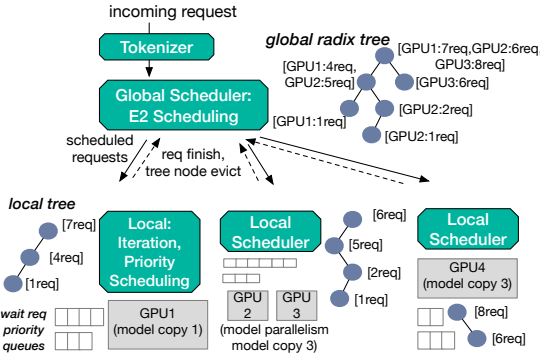 incoming request
Tokenizer
global radix tree
[GPU1:7req,GPU2:6req,
GPU3:8req]
[GPU1:4req,
GPU2:5req]
[GPU3:6req]
Global Scheduler:
E2 Scheduling
[GPU1:1req]
[GPU2:2req]
[GPU2:1req]
scheduled
requests
req finish,
tree node evict
local tree
[7req]
[4req]
[1req]
Local:
Iteration,
Priority
Scheduling
Local
Scheduler
[6req]
[5req]
[2req]
[1req]
Local
Scheduler
wait req
priority
queues
GPU1
(model copy 1)
GPU
2
GPU
3
(model parallelism
model copy 3)
GPU4
(model copy 3)
[8req]
[6req]